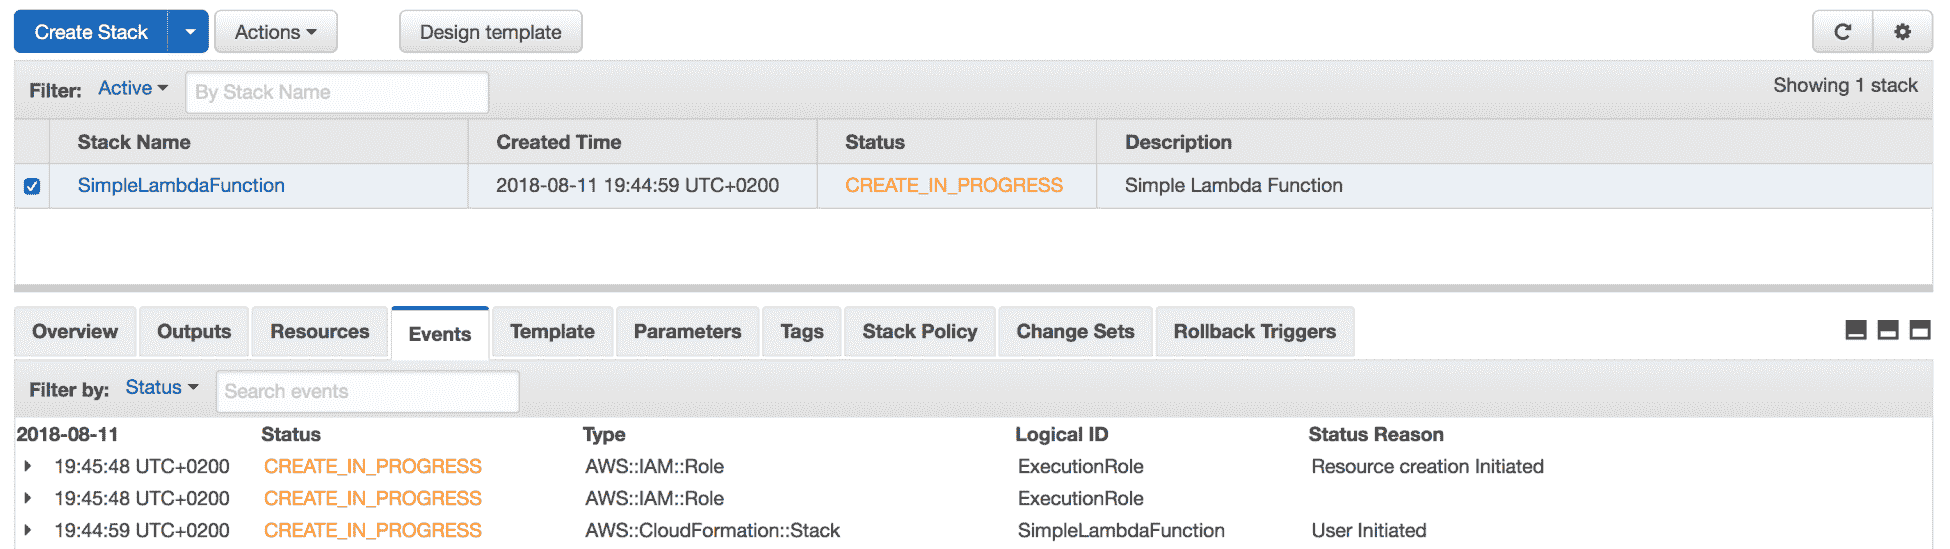 Create Stack Actions Design template
Filter: Active By Stack Name Showing 1 stack
Stack Name Created Time Status Description
SimpleLambdaFunction 2018-08-11 19:44:59 UTC+0200 CREATE_IN_PROGRESS Simple Lambda Function
Overview Outputs Resources Events Template Parameters Tags Stack Policy Change Sets Rollback Triggers
Filter by: Status Search events
2018-08-11 Status Type Logical ID Status Reason
19:45:48 UTC+0200 CREATE_IN_PROGRESS AWS::IAM::Role ExecutionRole Resource creation Initiated
19:45:48 UTC+0200 CREATE_IN_PROGRESS AWS::IAM::Role ExecutionRole
19:44:59 UTC+0200 CREATE_IN_PROGRESS AWS::CloudFormation::Stack SimpleLambdaFunction User Initiated